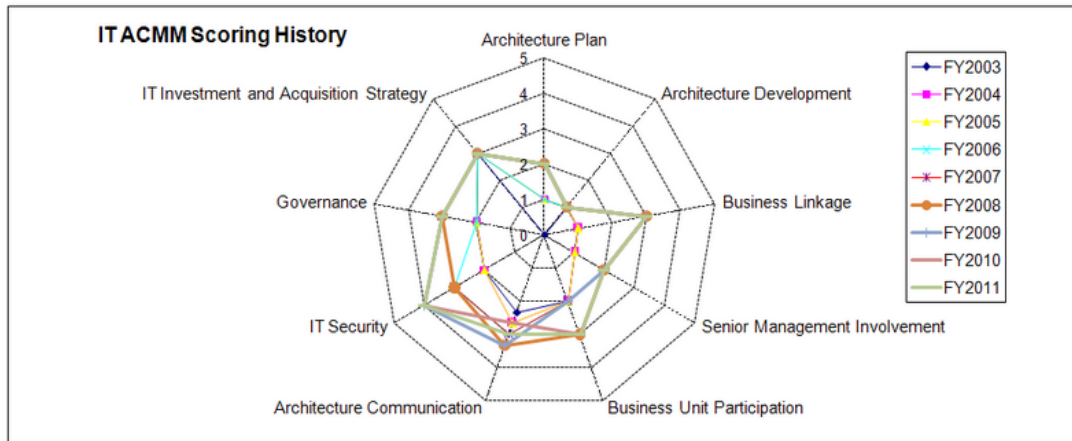 IT ACMM Scoring History
Architecture Plan
IT Investment and Acquisition Strategy
Architecture Development
Governance
Business Linkage
IT Security
Senior Management Involvement
Architecture Communication
Business Unit Participation
5
4
3
2
1
0
FY2003
FY2004
FY2005
FY2006
FY2007
FY2008
FY2009
FY2010
FY2011